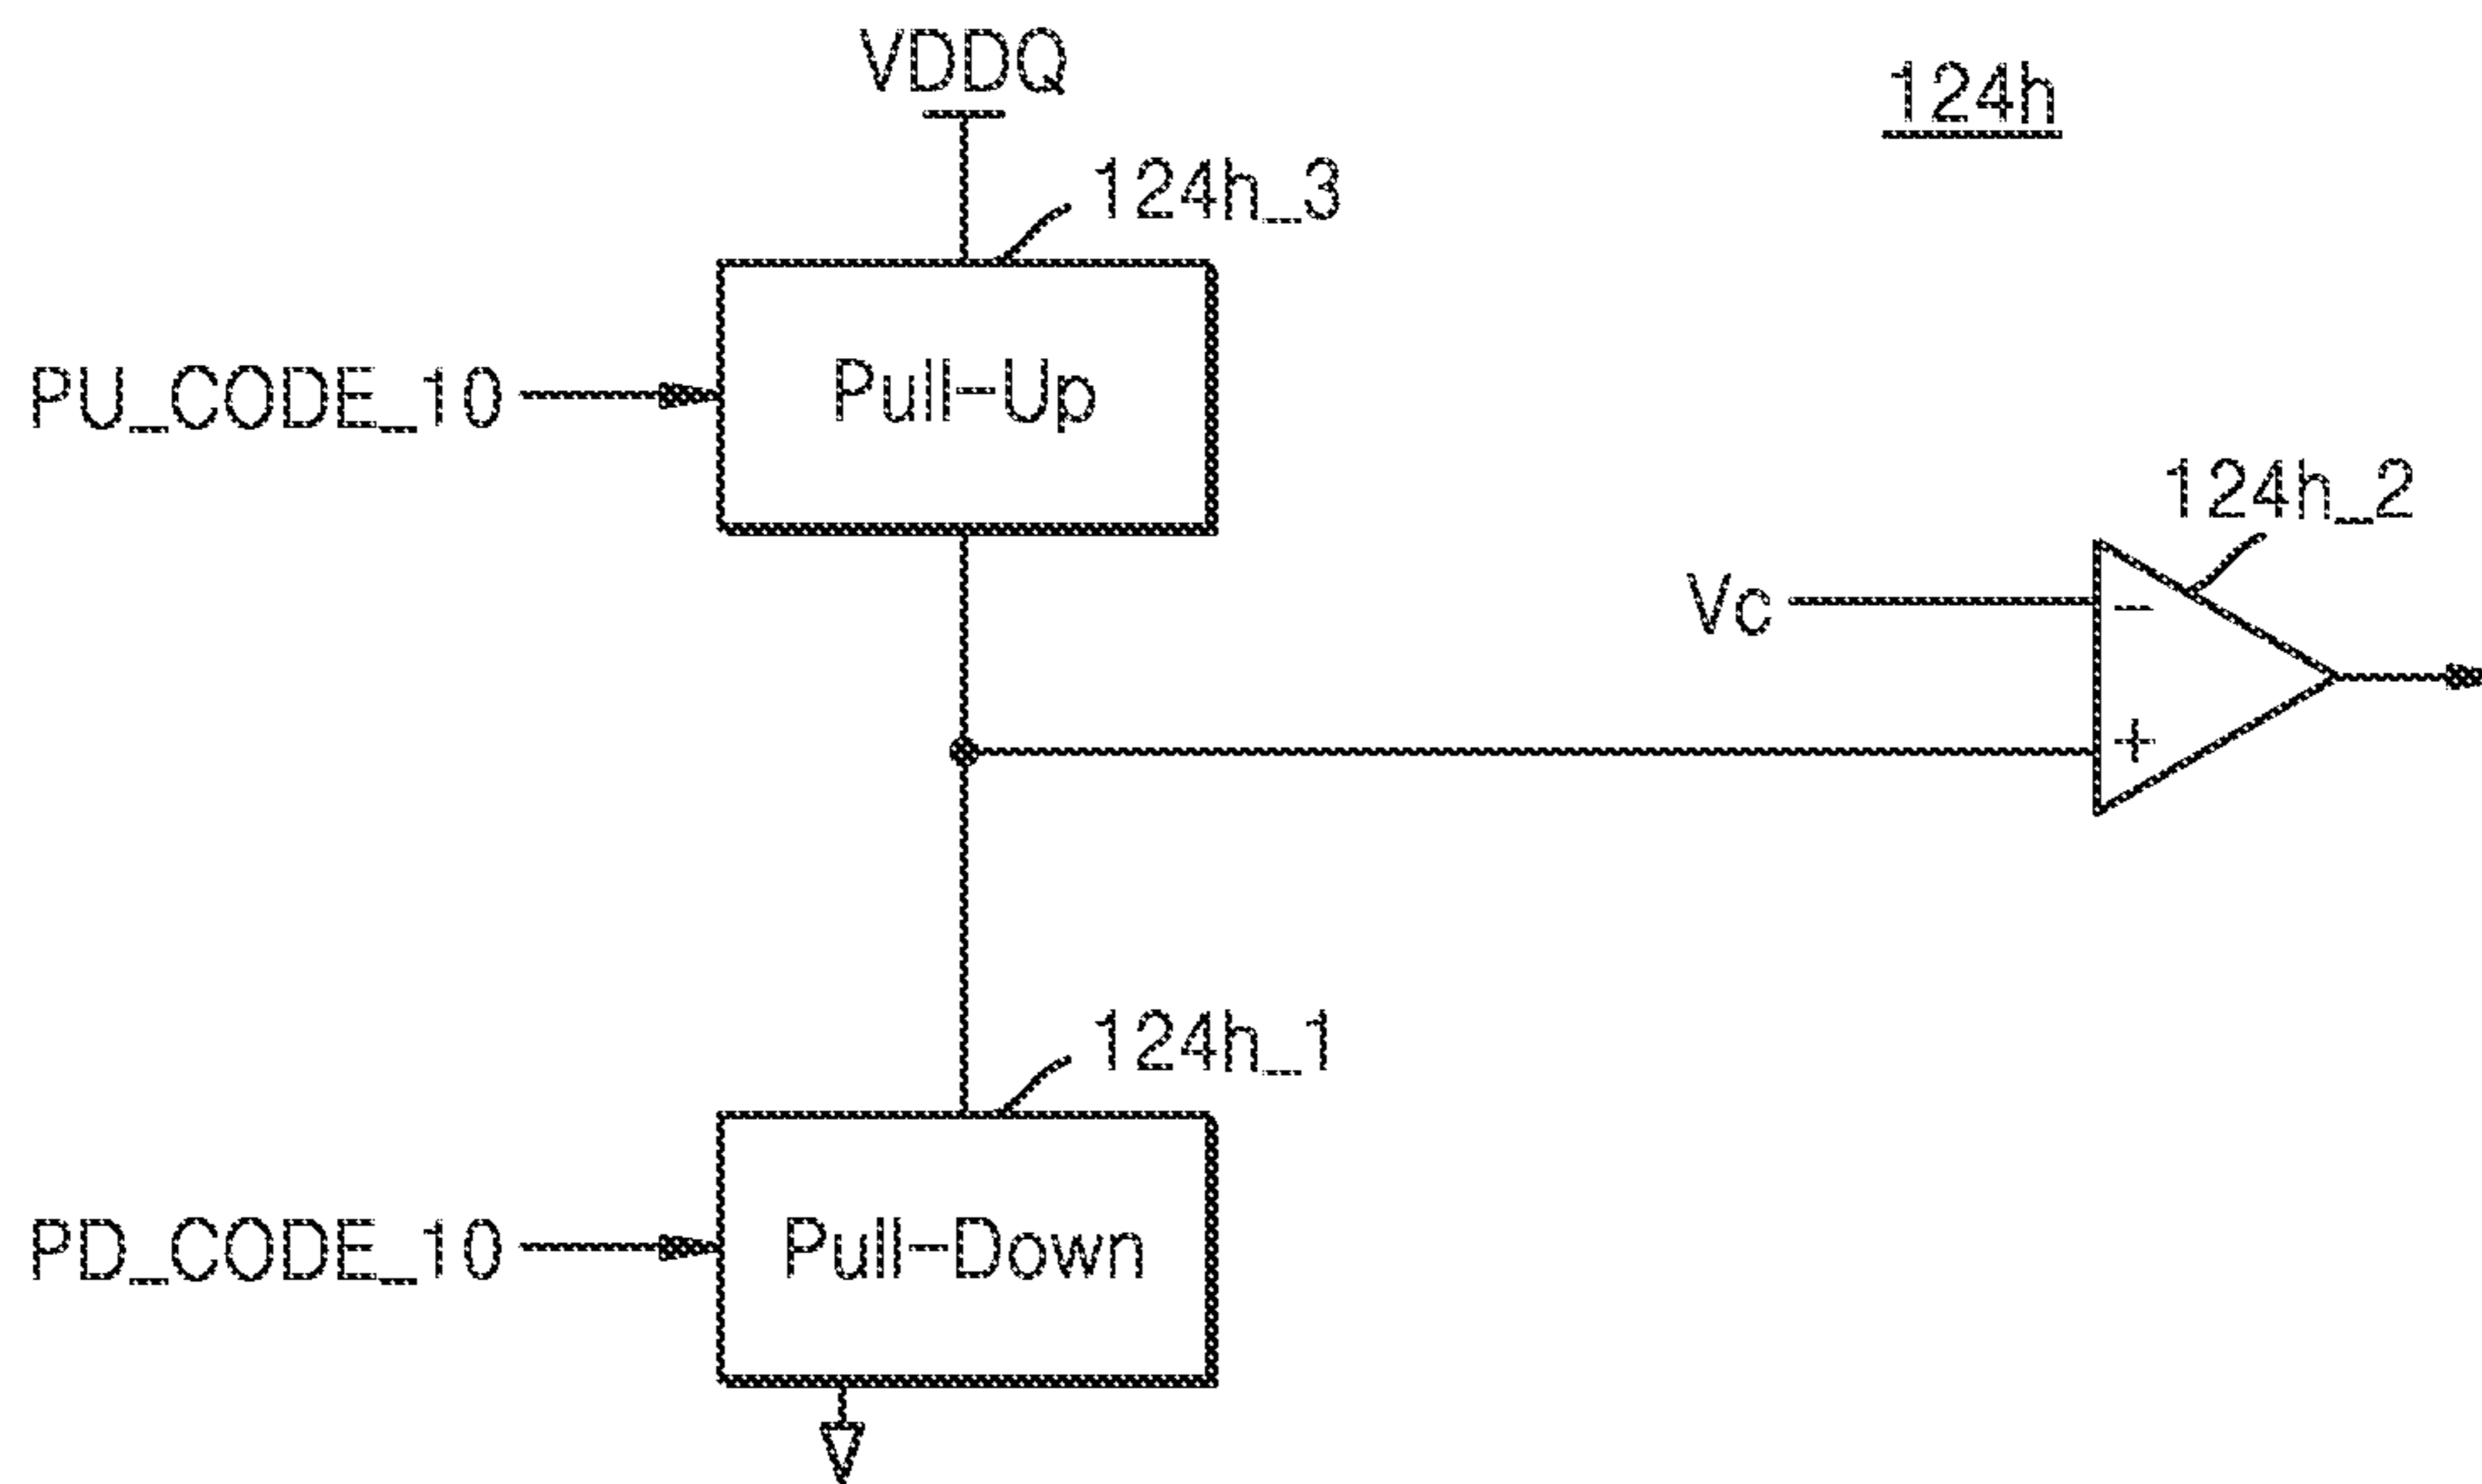 VDDQ
124h
124h_3
PU_CODE_10
Pull-Up
124h_2
Vc
-
+
124h_1
PD_CODE_10
Pull-Down